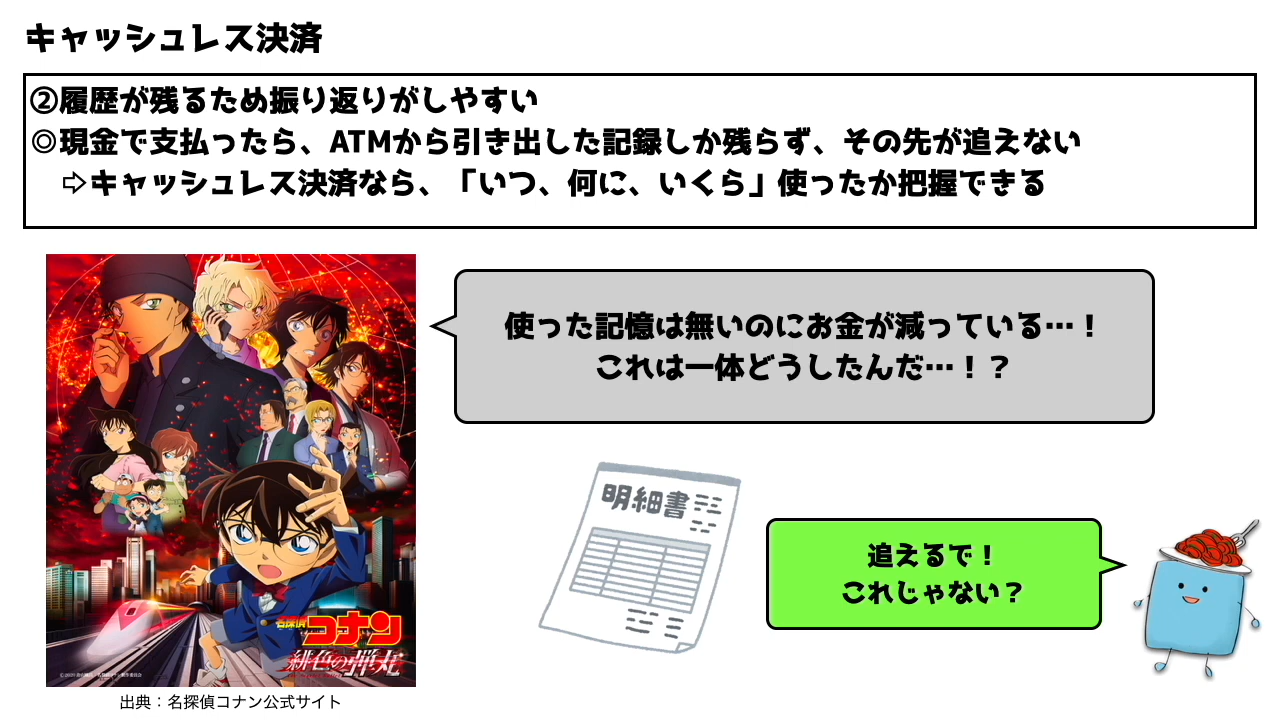 キャッシュレス決済
②履歴が残るため振り返りがしやすい
◎現金で支払ったら、ATMから引き出した記録しか残らず、その先が追えない
⇨キャッシュレス決済なら、「いつ、何に、いくら」使ったか把握できる
使った記憶は無いのにお金が減っている…！
これは一体どうしたんだ…！？
明細書
追えるで！
これじゃない？
名探偵
コナン
緋色の弾丸
出典：名探偵コナン公式サイト